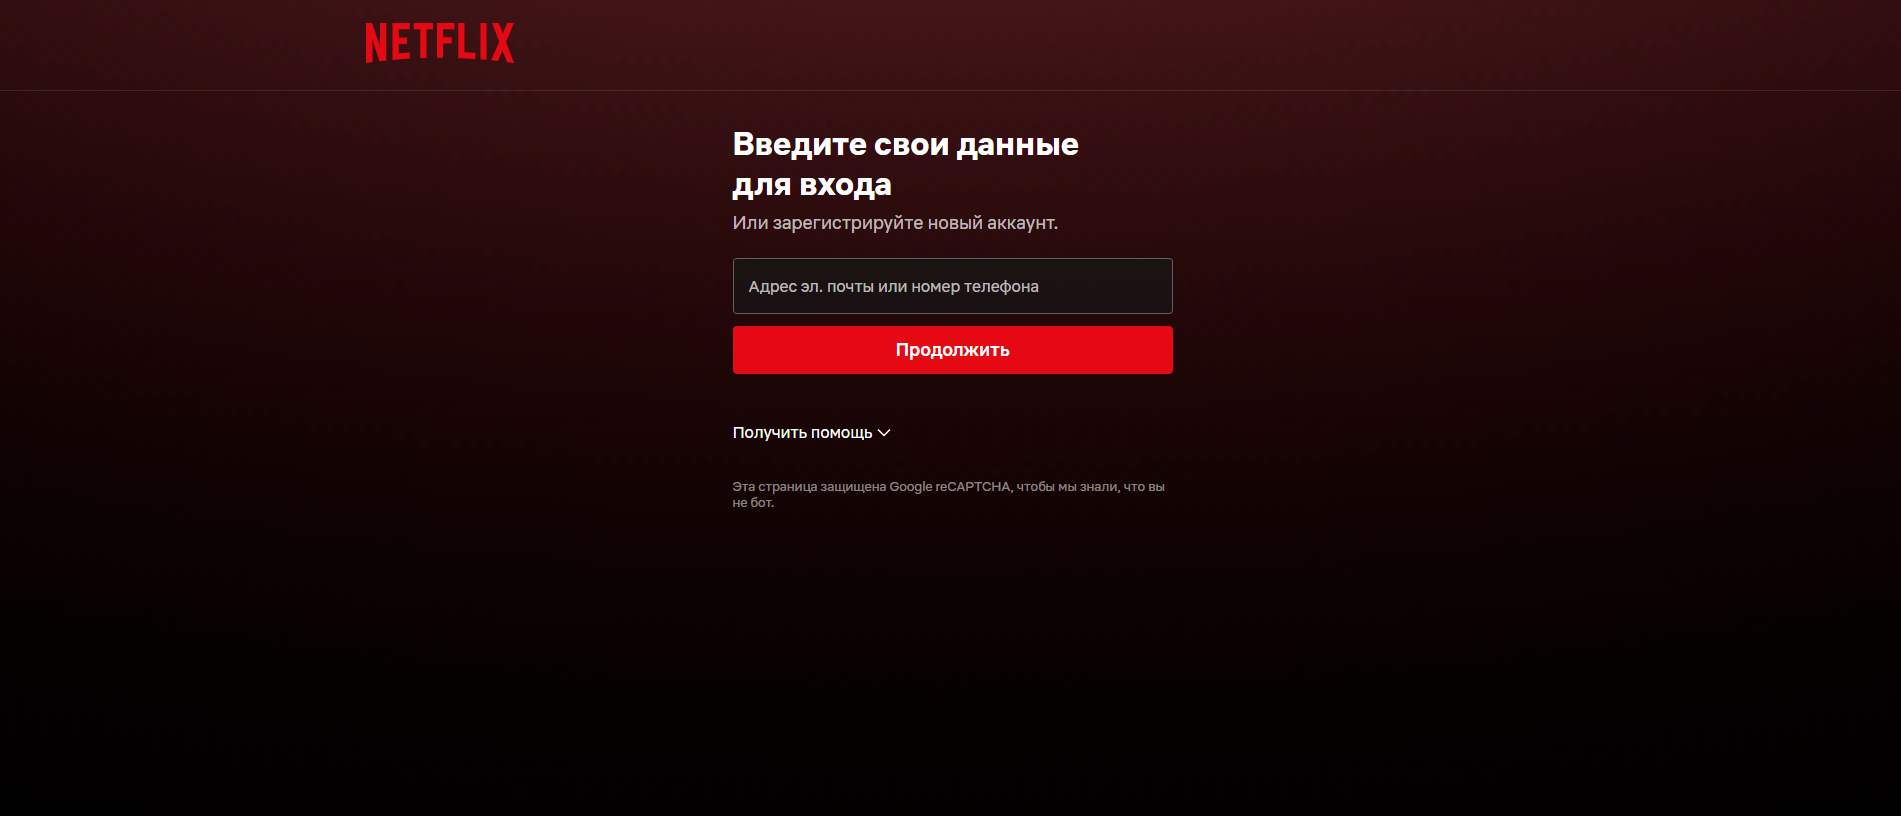 NETFLIX
Введите свои данные
для входа
Или зарегистрируйте новый аккаунт.
Адрес эл. почты или номер телефона
Продолжить
Получить помощь
Эта страница защищена Google reCAPTCHA, чтобы мы знали, что вы
не бот.